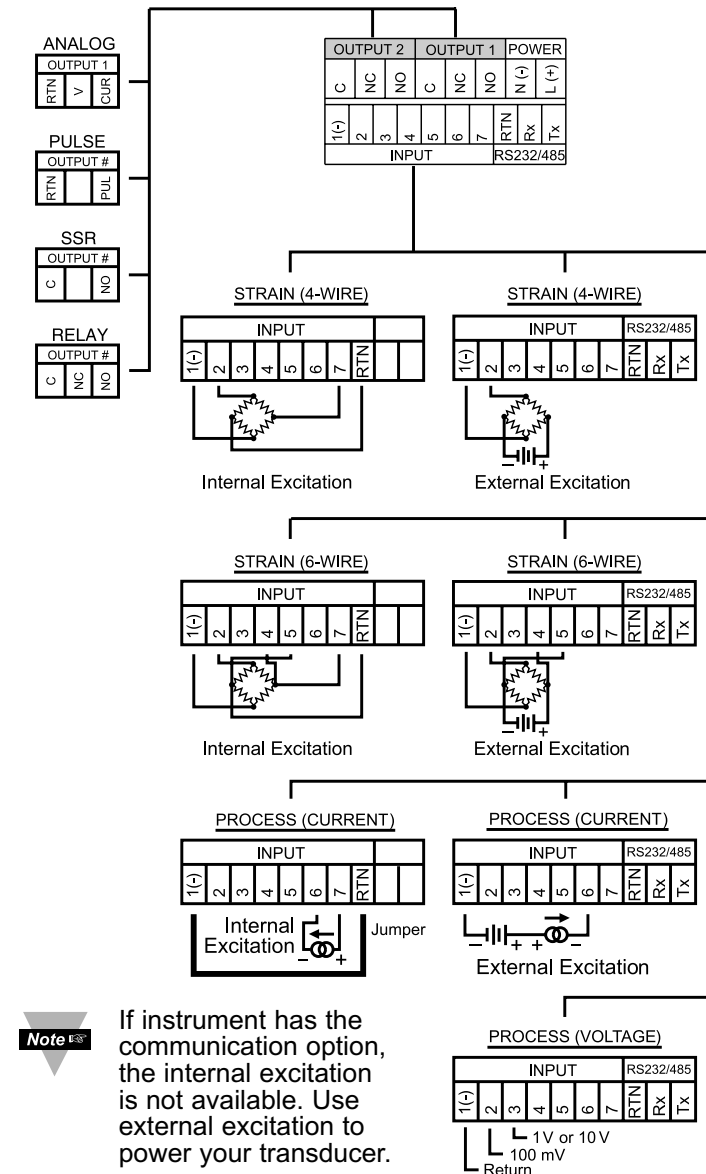 ANALOG
OUTPUT 1
RTN V CUR
PULSE
OUTPUT #
RTN PUL
SSR
OUTPUT #
C NO
RELAY
OUTPUT #
C NC NO
OUTPUT 2 OUTPUT 1 POWER
C NC NO C NC NO N (-) L (+)
1(-) 2 3 4 5 6 7 RTN Rx Tx
INPUT RS232/485
STRAIN (4-WIRE)
INPUT
1(-) 2 3 4 5 6 7 RTN
Internal Excitation
STRAIN (4-WIRE)
INPUT RS232/485
1(-) 2 3 4 5 6 7 RTN Rx Tx
– +
External Excitation
STRAIN (6-WIRE)
INPUT
1(-) 2 3 4 5 6 7 RTN
Internal Excitation
STRAIN (6-WIRE)
INPUT RS232/485
1(-) 2 3 4 5 6 7 RTN Rx Tx
– +
External Excitation
PROCESS (CURRENT)
INPUT
1(-) 2 3 4 5 6 7 RTN
Internal
Excitation
– +
Jumper
PROCESS (CURRENT)
INPUT RS232/485
1(-) 2 3 4 5 6 7 RTN Rx Tx
– + + –
External Excitation
Note
If instrument has the
communication option,
the internal excitation
is not available. Use
external excitation to
power your transducer.
PROCESS (VOLTAGE)
INPUT RS232/485
1(-) 2 3 4 5 6 7 RTN Rx Tx
1V or 10V
100 mV
Return